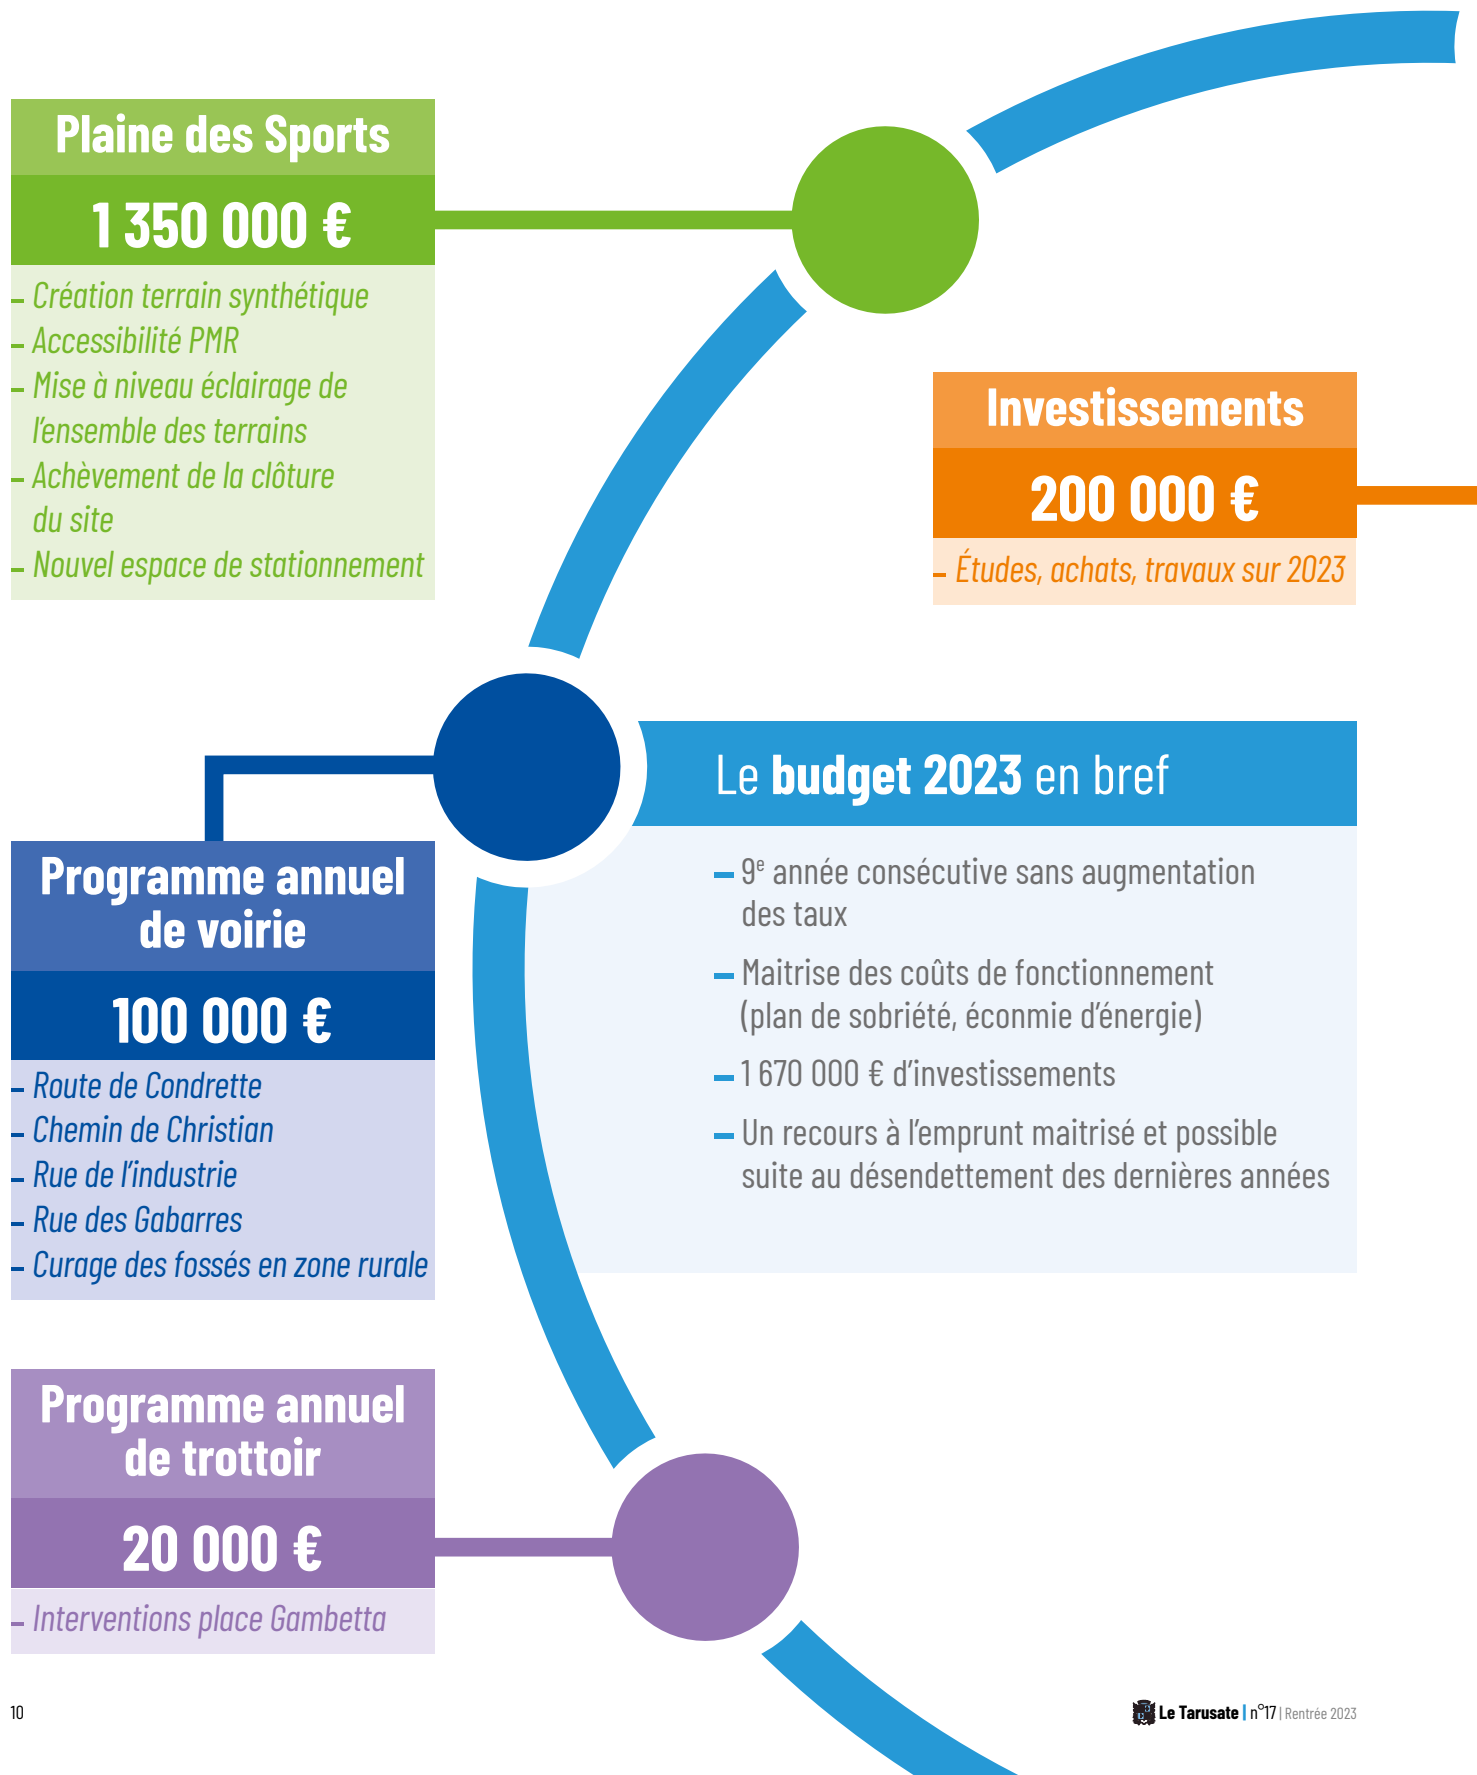 Plaine des Sports
1 350 000 €
– Création terrain synthétique
– Accessibilité PMR
– Mise à niveau éclairage de
l'ensemble des terrains
– Achèvement de la clôture
du site
– Nouvel espace de stationnement
Investissements
200 000 €
– Études, achats, travaux sur 2023
Le budget 2023 en bref
– 9e année consécutive sans augmentation
des taux
– Maitrise des coûts de fonctionnement
(plan de sobriété, éconmie d'énergie)
– 1 670 000 € d'investissements
– Un recours à l'emprunt maitrisé et possible
suite au désendettement des dernières années
Programme annuel
de voirie
100 000 €
– Route de Condrette
– Chemin de Christian
– Rue de l'industrie
– Rue des Gabarres
– Curage des fossés en zone rurale
Programme annuel
de trottoir
20 000 €
– Interventions place Gambetta
10
Le Tarusate | n°17 | Rentrée 2023